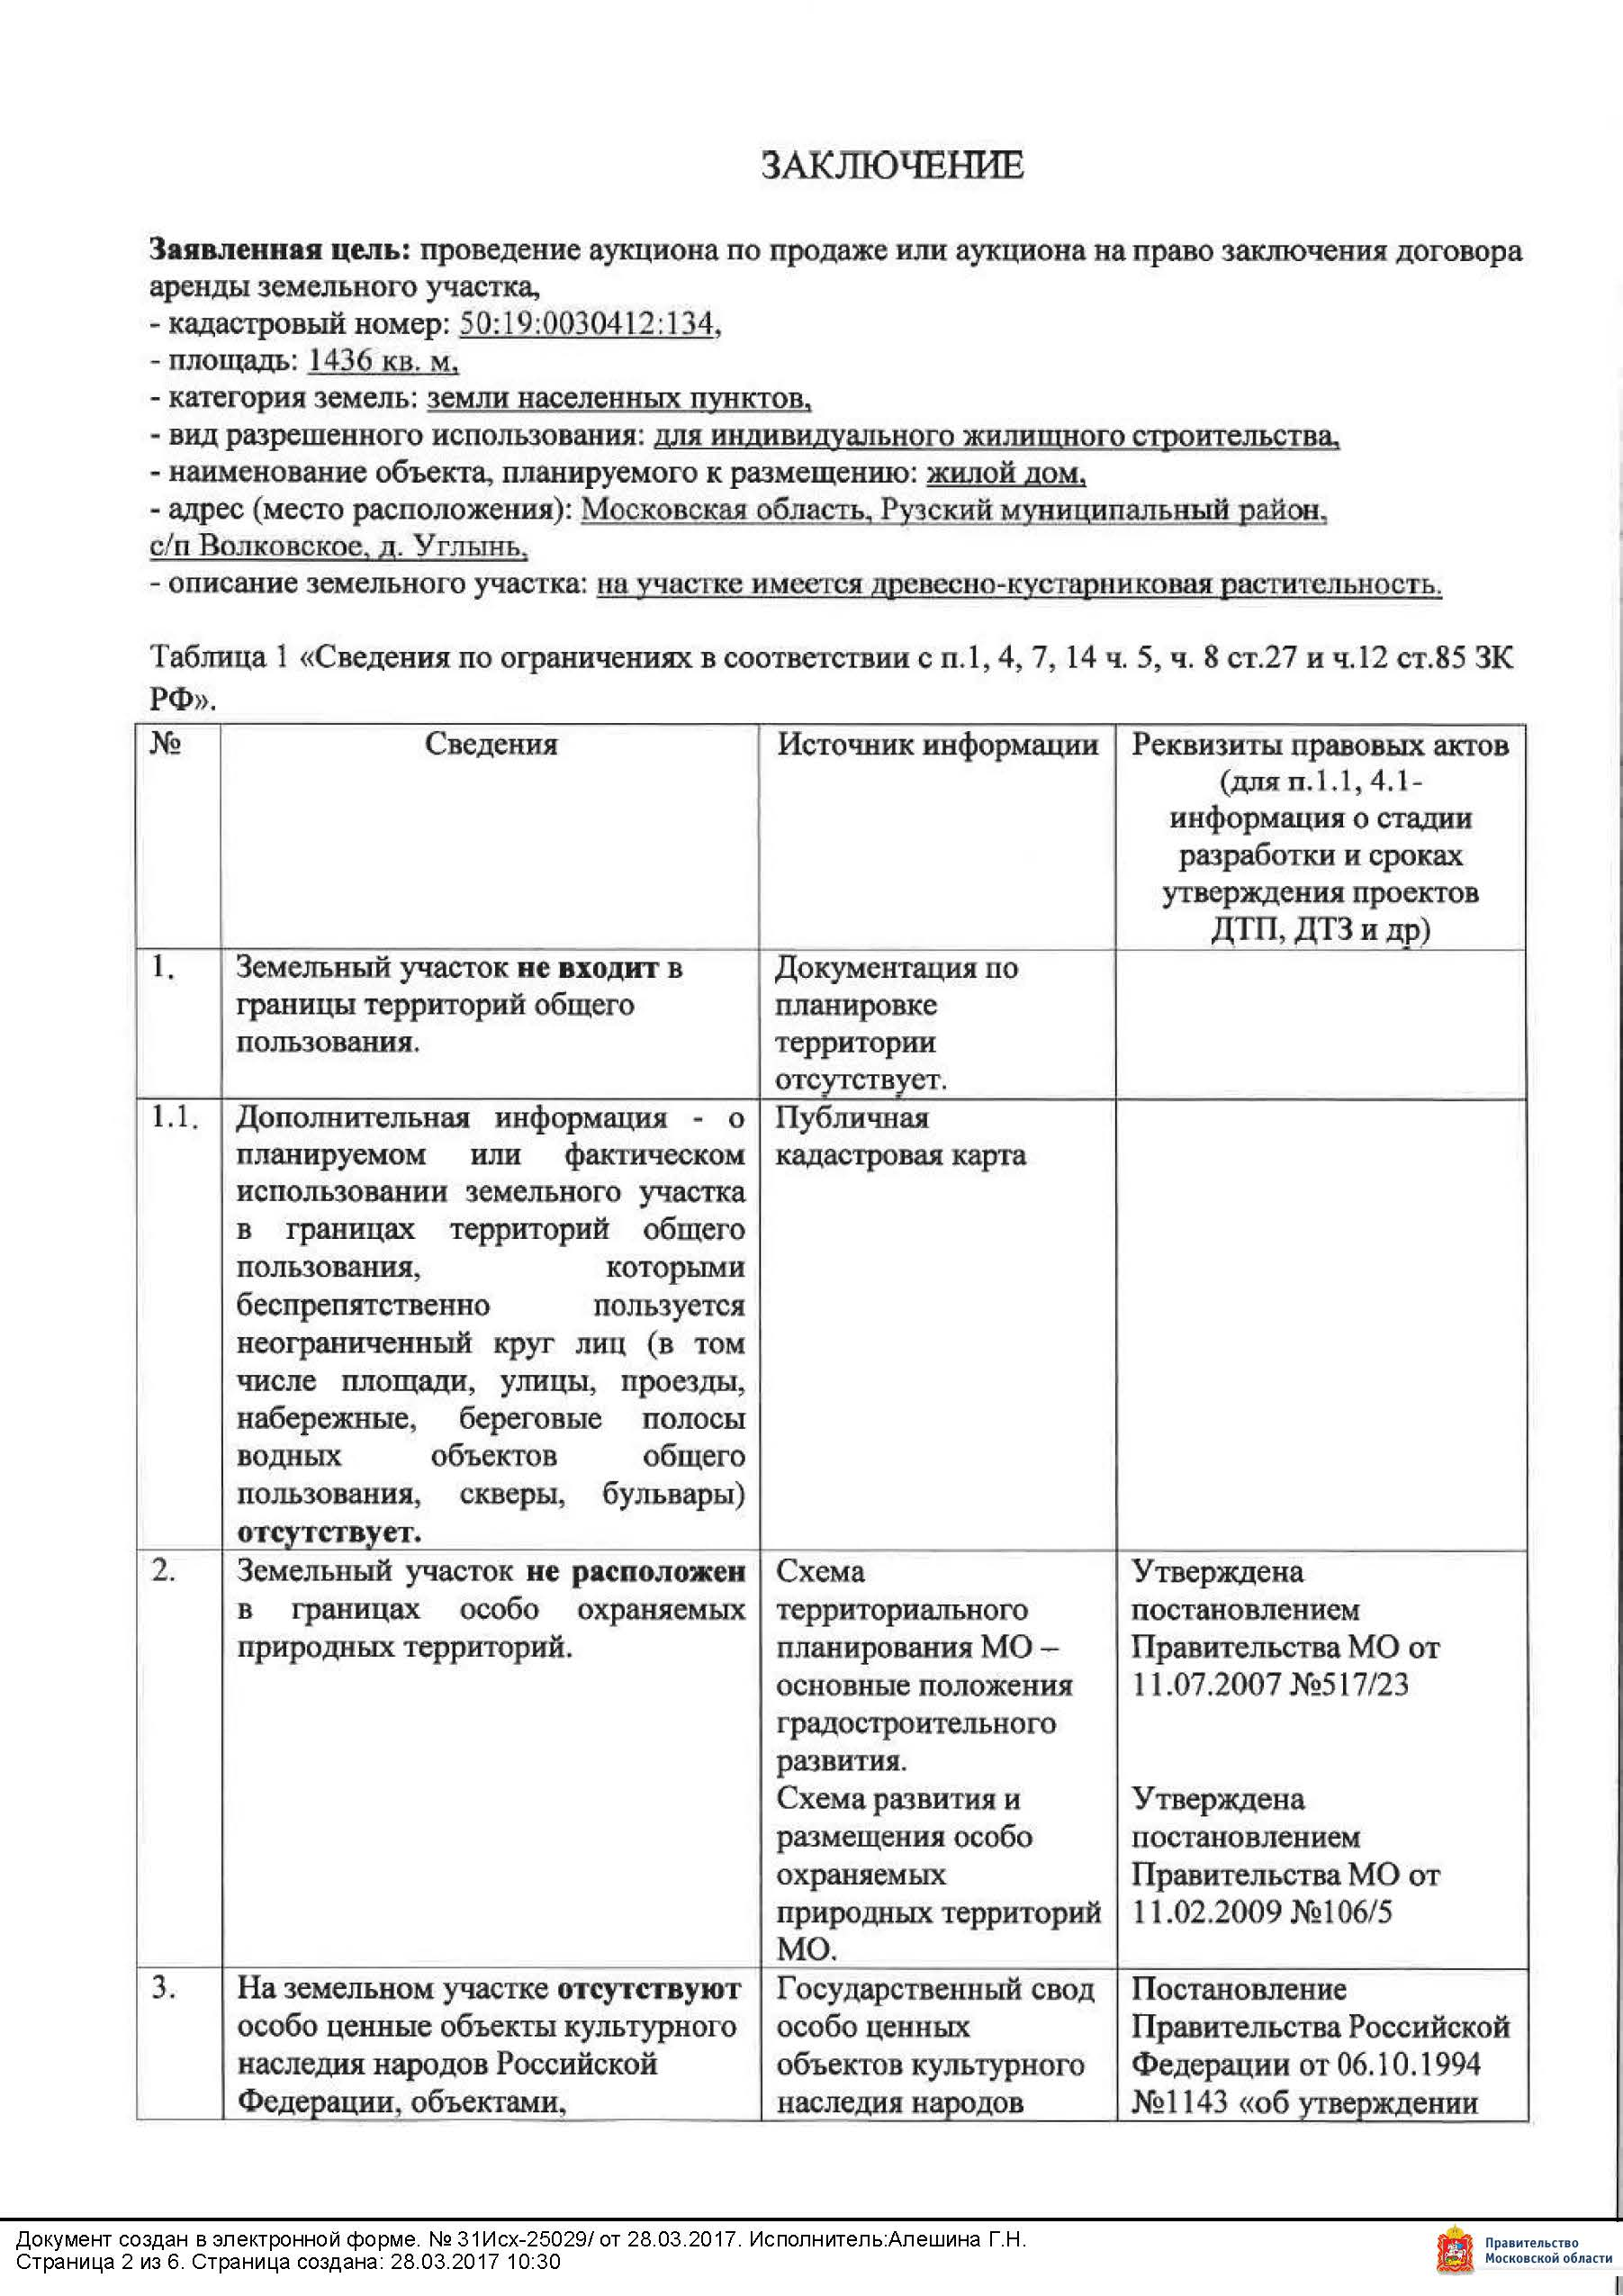 ЗАКЛЮЧЕНИЕ
Заявленная цель: проведение аукциона по продаже или аукциона на право заключения договора
аренды земельного участка,
- кадастровый номер: 50:19:0030412:134,
- площадь: 1436 кв. м,
- категория земель: земли населенных пунктов,
- вид разрешенного использования: для индивидуального жилищного строительства,
- наименование объекта, планируемого к размещению: жилой дом,
- адрес (место расположения): Московская область, Рузский муниципальный район,
с/п Волковское, д. Углынь,
- описание земельного участка: на участке имеется древесно-кустарниковая растительность.
Таблица 1 «Сведения по ограничениях в соответствии с п.1, 4, 7, 14 ч. 5, ч. 8 ст.27 и ч.12 ст.85 ЗК
РФ».
№
Сведения
Источник информации
Реквизиты правовых актов
(для п.1.1, 4.1-
информация о стадии
разработки и сроках
утверждения проектов
ДТП, ДТЗ и др)
1.
Земельный участок не входит в
границы территорий общего
пользования.
Документация по
планировке
территории
отсутствует.
1.1.
Дополнительная информация - о
планируемом или фактическом
использовании земельного участка
в границах территорий общего
пользования, которыми
беспрепятственно пользуется
неограниченный круг лиц (в том
числе площади, улицы, проезды,
набережные, береговые полосы
водных объектов общего
пользования, скверы, бульвары)
отсутствует.
Публичная
кадастровая карта
2.
Земельный участок не расположен
в границах особо охраняемых
природных территорий.
Схема
территориального
планирования МО –
основные положения
градостроительного
развития.
Схема развития и
размещения особо
охраняемых
природных территорий
МО.
Утверждена
постановлением
Правительства МО от
11.07.2007 №517/23
Утверждена
постановлением
Правительства МО от
11.02.2009 №106/5
3.
На земельном участке отсутствуют
особо ценные объекты культурного
наследия народов Российской
Федерации, объектами,
Государственный свод
особо ценных
объектов культурного
наследия народов
Постановление
Правительства Российской
Федерации от 06.10.1994
№1143 «об утверждении
Документ создан в электронной форме. № 31Исх-25029/ от 28.03.2017. Исполнитель:Алешина Г.Н.
Страница 2 из 6. Страница создана: 28.03.2017 10:30
Правительство
Московской области